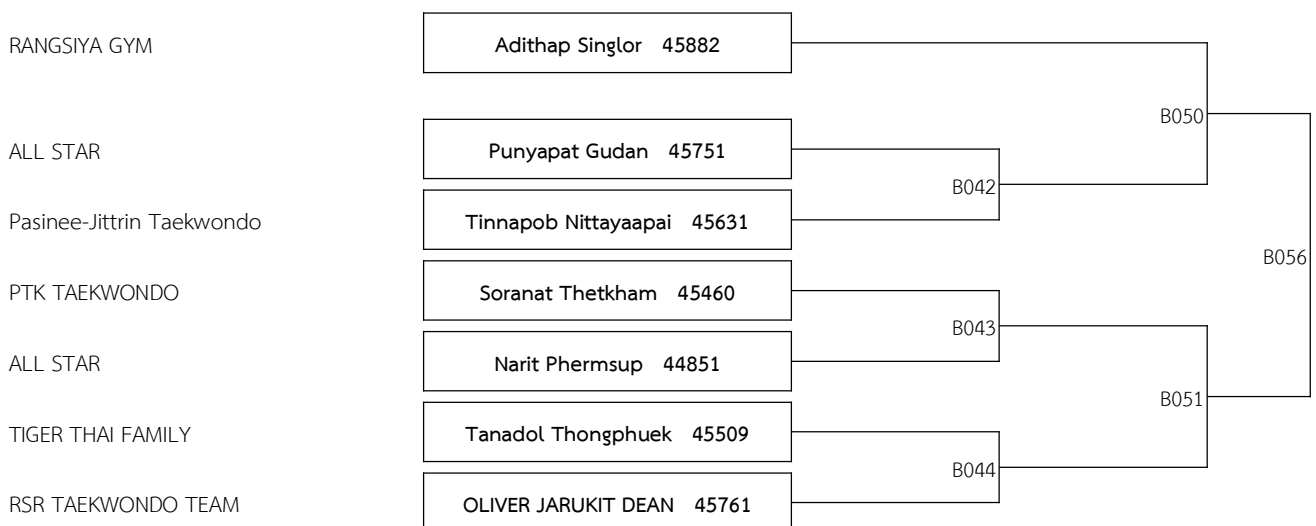 RANGSIYA GYM
Adithap Singlor 45882
B050
ALL STAR
Punyapat Gudan 45751
B042
Pasinee-Jittrin Taekwondo
Tinnapob Nittayaapai 45631
B056
PTK TAEKWONDO
Soranat Thetkham 45460
B043
ALL STAR
Narit Phermsup 44851
B051
TIGER THAI FAMILY
Tanadol Thongphuek 45509
B044
RSR TAEKWONDO TEAM
OLIVER JARUKIT DEAN 45761